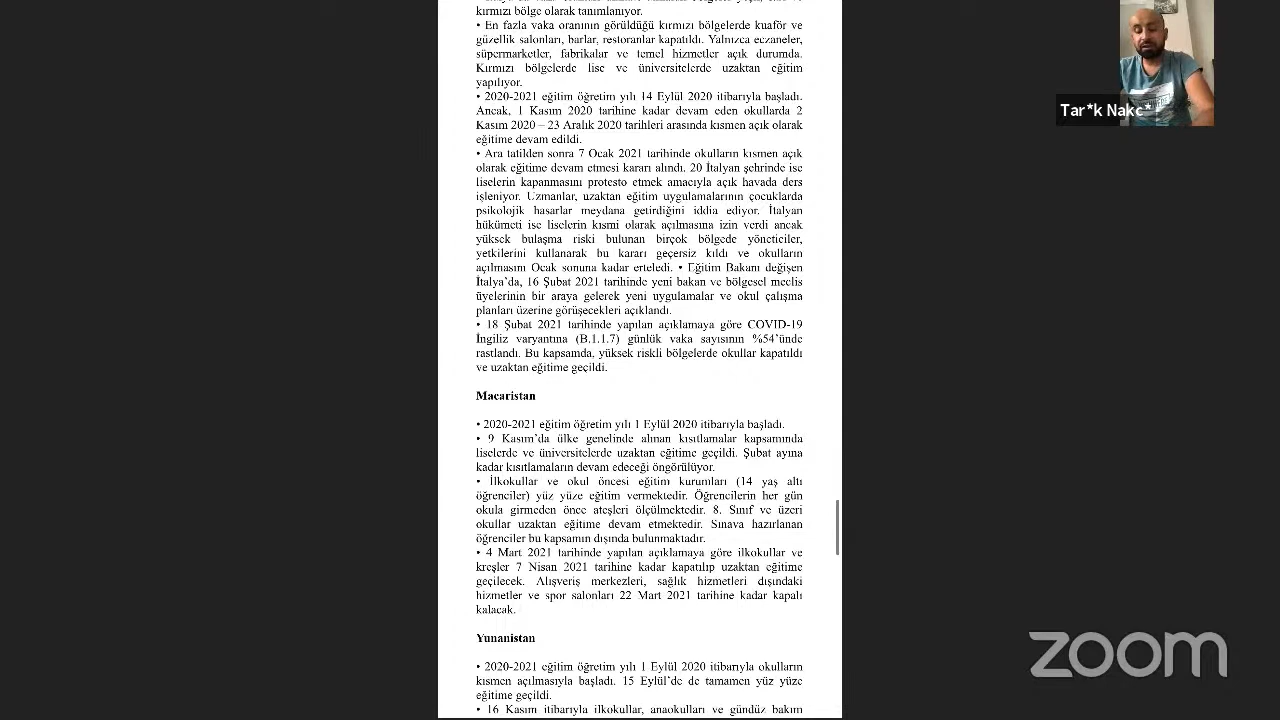 kırmızı bölge olarak tanımlanıyor.
• En fazla vaka oranının görüldüğü kırmızı bölgelerde kuaför ve
güzellik salonları, barlar, restoranlar kapatıldı. Yalnızca eczaneler,
süpermarketler, fabrikalar ve temel hizmetler açık durumda.
Kırmızı bölgelerde lise ve üniversitelerde uzaktan eğitim
yapılıyor.
• 2020-2021 eğitim öğretim yılı 14 Eylül 2020 itibarıyla başladı.
Ancak, 1 Kasım 2020 tarihine kadar devam eden okullarda 2
Kasım 2020 – 23 Aralık 2020 tarihleri arasında kısmen açık olarak
eğitime devam edildi.
• Ara tatilden sonra 7 Ocak 2021 tarihinde okulların kısmen açık
olarak eğitime devam etmesi kararı alındı. 20 İtalyan şehrinde ise
liselerin kapanmasını protesto etmek amacıyla açık havada ders
işleniyor. Uzmanlar, uzaktan eğitim uygulamalarının çocuklarda
psikolojik hasarlar meydana getirdiğini iddia ediyor. İtalyan
hükümeti ise liselerin kısmi olarak açılmasına izin verdi ancak
yüksek bulaşma riski bulunan birçok bölgede yöneticiler,
yetkilerini kullanarak bu kararı geçersiz kıldı ve okulların
açılmasını Ocak sonuna kadar erteledi. • Eğitim Bakanı değişen
İtalya’da, 16 Şubat 2021 tarihinde yeni bakan ve bölgesel meclis
üyelerinin bir araya gelerek yeni uygulamalar ve okul çalışma
planları üzerine görüşecekleri açıklandı.
• 18 Şubat 2021 tarihinde yapılan açıklamaya göre COVID-19
İngiliz varyantına (B.1.1.7) günlük vaka sayısının %54’ünde
rastlandı. Bu kapsamda, yüksek riskli bölgelerde okullar kapatıldı
ve uzaktan eğitime geçildi.
Macaristan
• 2020-2021 eğitim öğretim yılı 1 Eylül 2020 itibarıyla başladı.
• 9 Kasım’da ülke genelinde alınan kısıtlamalar kapsamında
liselerde ve üniversitelerde uzaktan eğitime geçildi. Şubat ayına
kadar kısıtlamaların devam edeceği öngörülüyor.
• İlkokullar ve okul öncesi eğitim kurumları (14 yaş altı
öğrenciler) yüz yüze eğitim vermektedir. Öğrencilerin her gün
okula girmeden önce ateşleri ölçülmektedir. 8. Sınıf ve üzeri
okullar uzaktan eğitime devam etmektedir. Sınava hazırlanan
öğrenciler bu kapsamın dışında bulunmaktadır.
• 4 Mart 2021 tarihinde yapılan açıklamaya göre ilkokullar ve
kreşler 7 Nisan 2021 tarihine kadar kapatılıp uzaktan eğitime
geçilecek. Alışveriş merkezleri, sağlık hizmetleri dışındaki
hizmetler ve spor salonları 22 Mart 2021 tarihine kadar kapalı
kalacak.
Yunanistan
• 2020-2021 eğitim öğretim yılı 1 Eylül 2020 itibarıyla okulların
kısmen açılmasıyla başladı. 15 Eylül’de de tamamen yüz yüze
eğitime geçildi.
• 16 Kasım itibarıyla ilkokullar, anaokulları ve gündüz bakım
Tar*k Nakc*
zoom